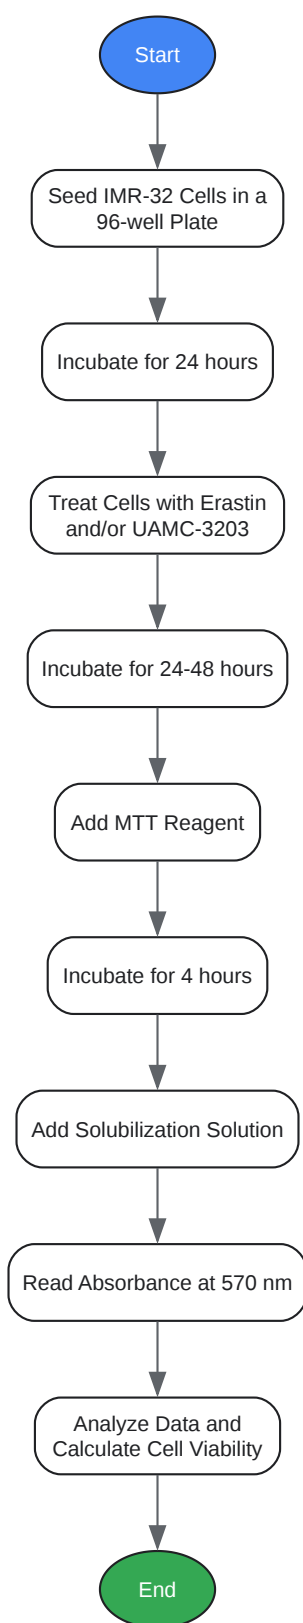 Start
Seed IMR-32 Cells in a
96-well Plate
Incubate for 24 hours
Treat Cells with Erastin
and/or UAMC-3203
Incubate for 24-48 hours
Add MTT Reagent
Incubate for 4 hours
Add Solubilization Solution
Read Absorbance at 570 nm
Analyze Data and
Calculate Cell Viability
End